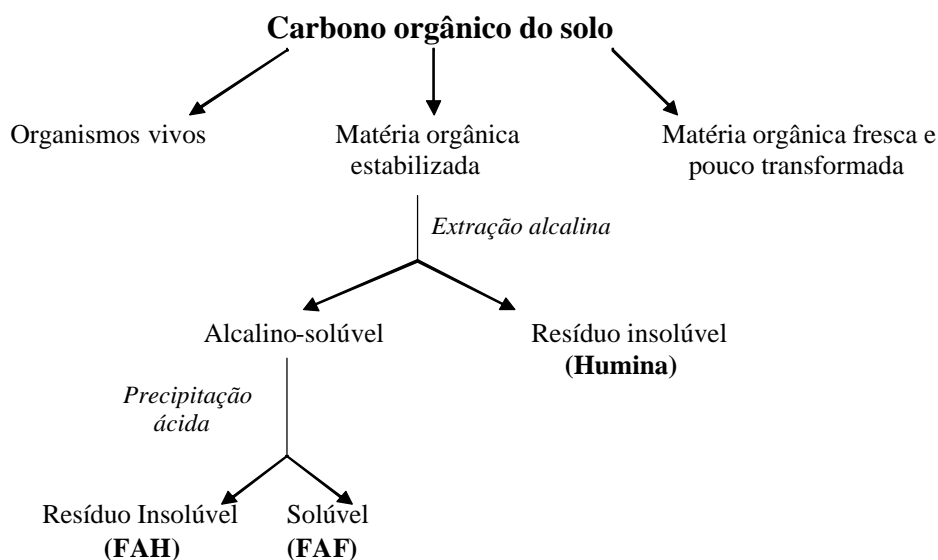 Carbono orgânico do solo
Organismos vivos
Matéria orgânica
estabilizada
Matéria orgânica fresca e
pouco transformada
Extração alcalina
Alcalino-solúvel
Resíduo insolúvel
(Humina)
Precipitação
ácida
Resíduo Insolúvel
(FAH)
Solúvel
(FAF)